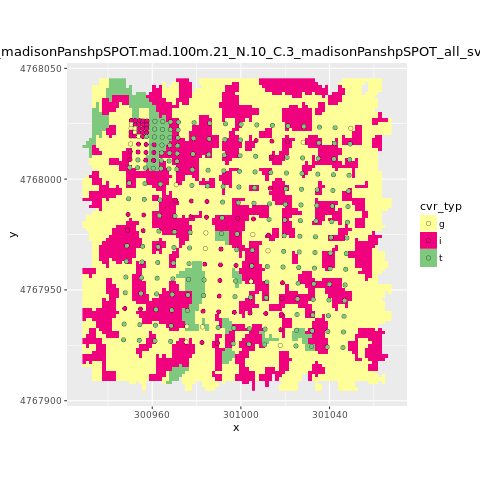 _madisonPanshpSPOT.mad.100m.21_N.10_C.3_madisonPanshpSPOT_all_sv
4768050
4768000
4767950
4767900
y
300960
301000
301040
x
cvr_typ
g
i
t